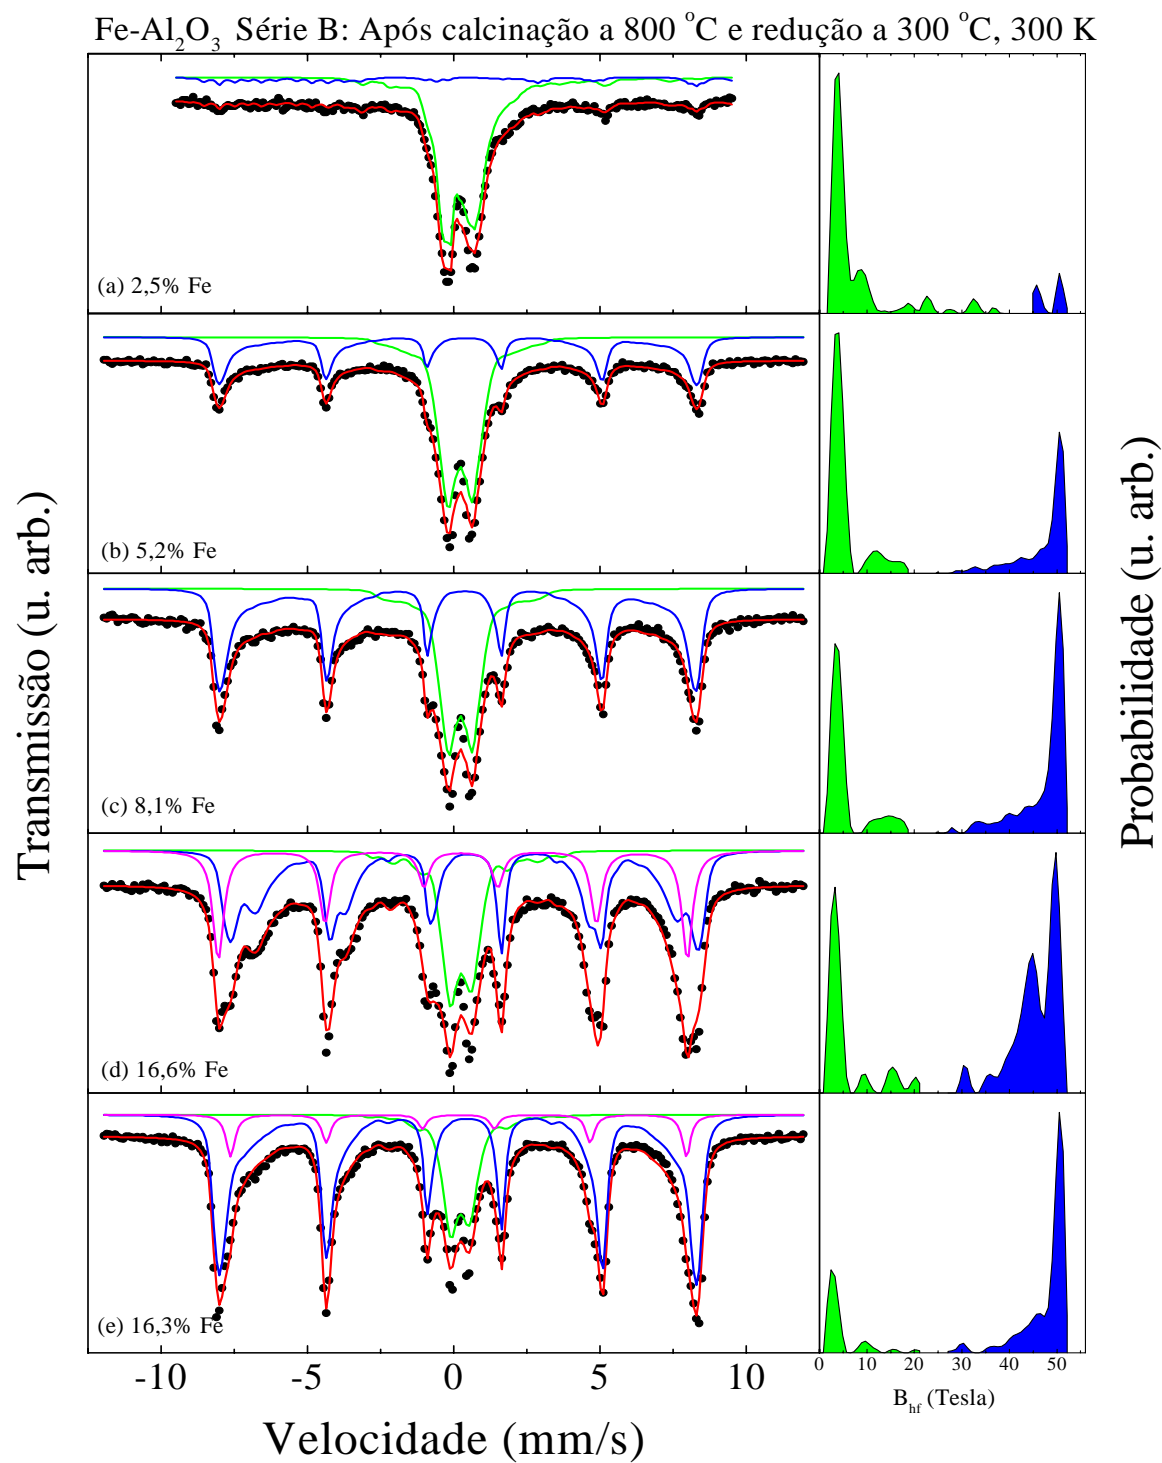 Fe-Al2O3 Série B: Após calcinação a 800 °C e redução a 300 °C, 300 K
Transmissão (u. arb.)
(a) 2,5% Fe
(b) 5,2% Fe
(c) 8,1% Fe
(d) 16,6% Fe
(e) 16,3% Fe
Probabilidade (u. arb.)
-10 -5 0 5 10
Velocidade (mm/s)
0 10 20 30 40 50
Bhf (Tesla)